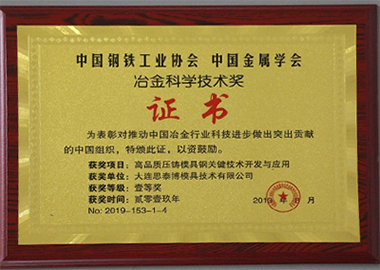 中国钢铁工业协会 中国金属学会
冶金科学技术奖
证书
为表彰对推动中国冶金行业科技进步做出突出贡献
的中国组织，特颁此证，以资鼓励。
获奖项目：高品质压铸模具钢关键技术开发与应用
获奖单位：大连思泰博模具技术有限公司
获奖等级：壹等奖
获奖时间：贰零壹玖年
No: 2019-153-1-4